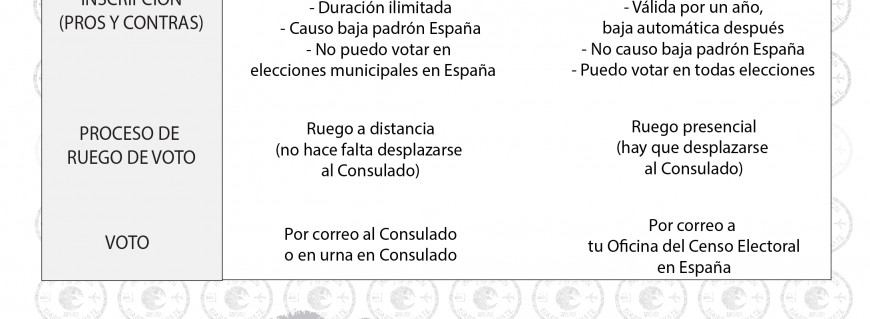 INSCRIPCIÓN
(PROS Y CONTRAS)
- Duración ilimitada
- Causo baja padrón España
- No puedo votar en
elecciones municipales en España
- Válida por un año,
baja automática después
- No causo baja padrón España
- Puedo votar en todas elecciones
PROCESO DE
RUEGO DE VOTO
Ruego a distancia
(no hace falta desplazarse
al Consulado)
Ruego presencial
(hay que desplazarse
al Consulado)
VOTO
Por correo al Consulado
o en urna en Consulado
Por correo a
tu Oficina del Censo Electoral
en España